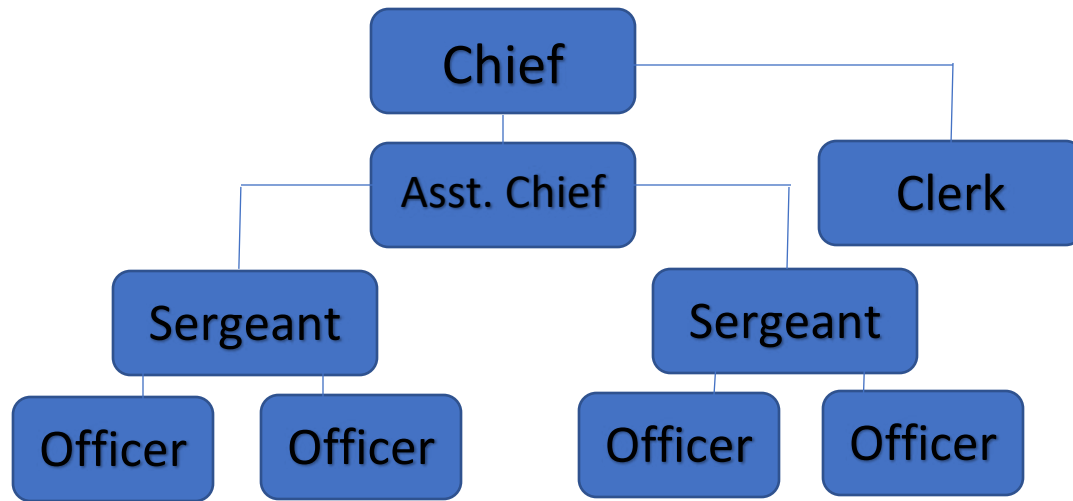 Chief
Asst. Chief
Clerk
Sergeant
Sergeant
Officer
Officer
Officer
Officer